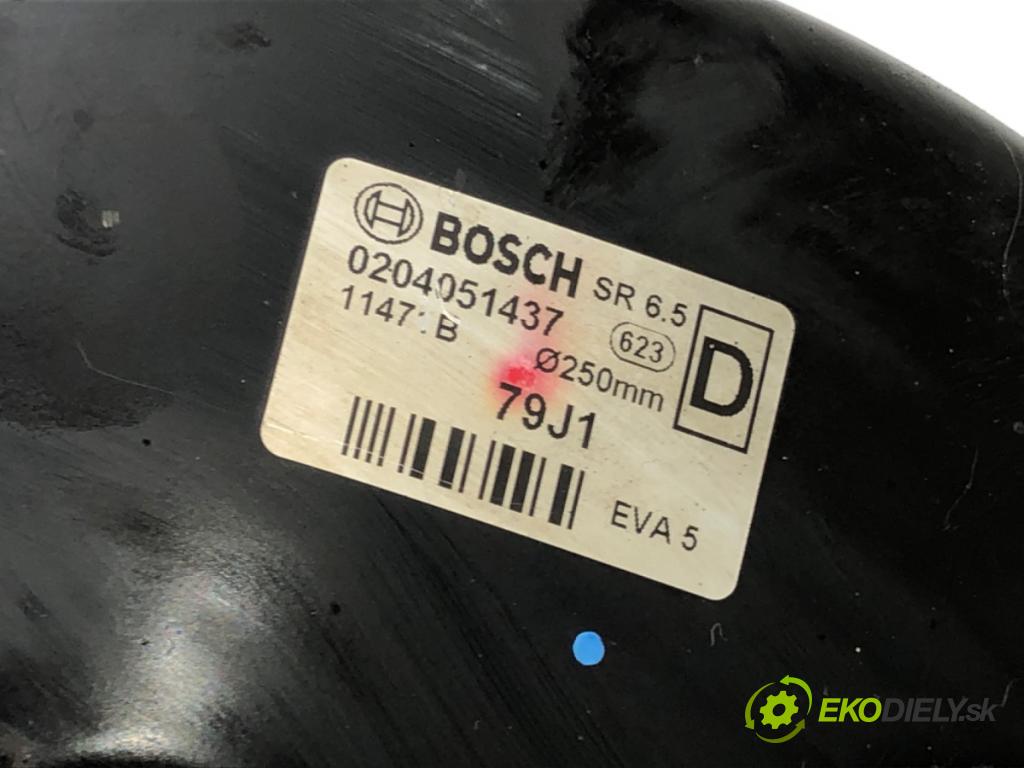 BOSCH SR 6.5
0204051437
623
D
Ø250mm
79J1
EVA 5
EKODIELY.sk